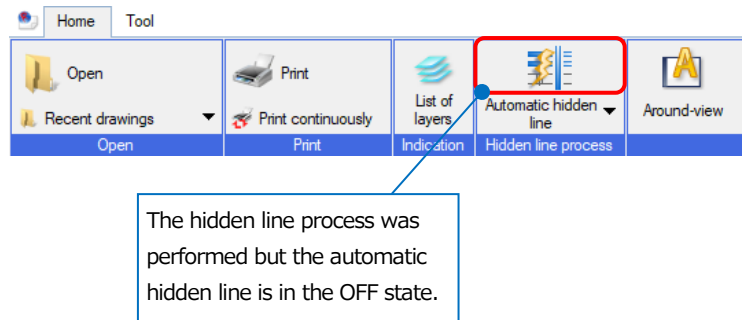 Home Tool
Open Print List of layers Automatic hidden line Around-view
Recent drawings Print continuously
Open Print Indication Hidden line process
The hidden line process was
performed but the automatic
hidden line is in the OFF state.